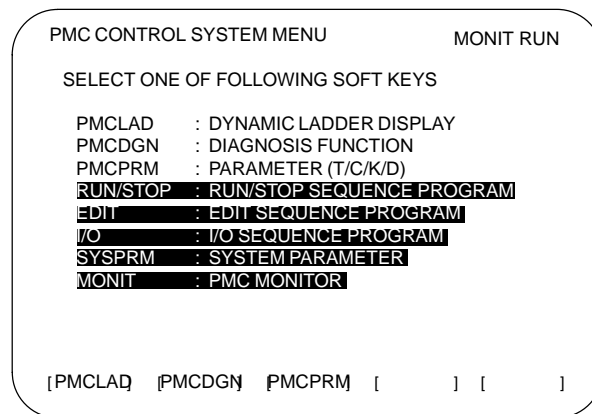 PMC CONTROL SYSTEM MENU MONIT RUN
SELECT ONE OF FOLLOWING SOFT KEYS
PMCLAD : DYNAMIC LADDER DISPLAY
PMCDGN : DIAGNOSIS FUNCTION
PMCPRM : PARAMETER (T/C/K/D)
RUN/STOP : RUN/STOP SEQUENCE PROGRAM
EDIT : EDIT SEQUENCE PROGRAM
I/O : I/O SEQUENCE PROGRAM
SYSPRM : SYSTEM PARAMETER
MONIT : PMC MONITOR
[PMCLAD] [PMCDGN] [PMCPRM] [ ] [ ]